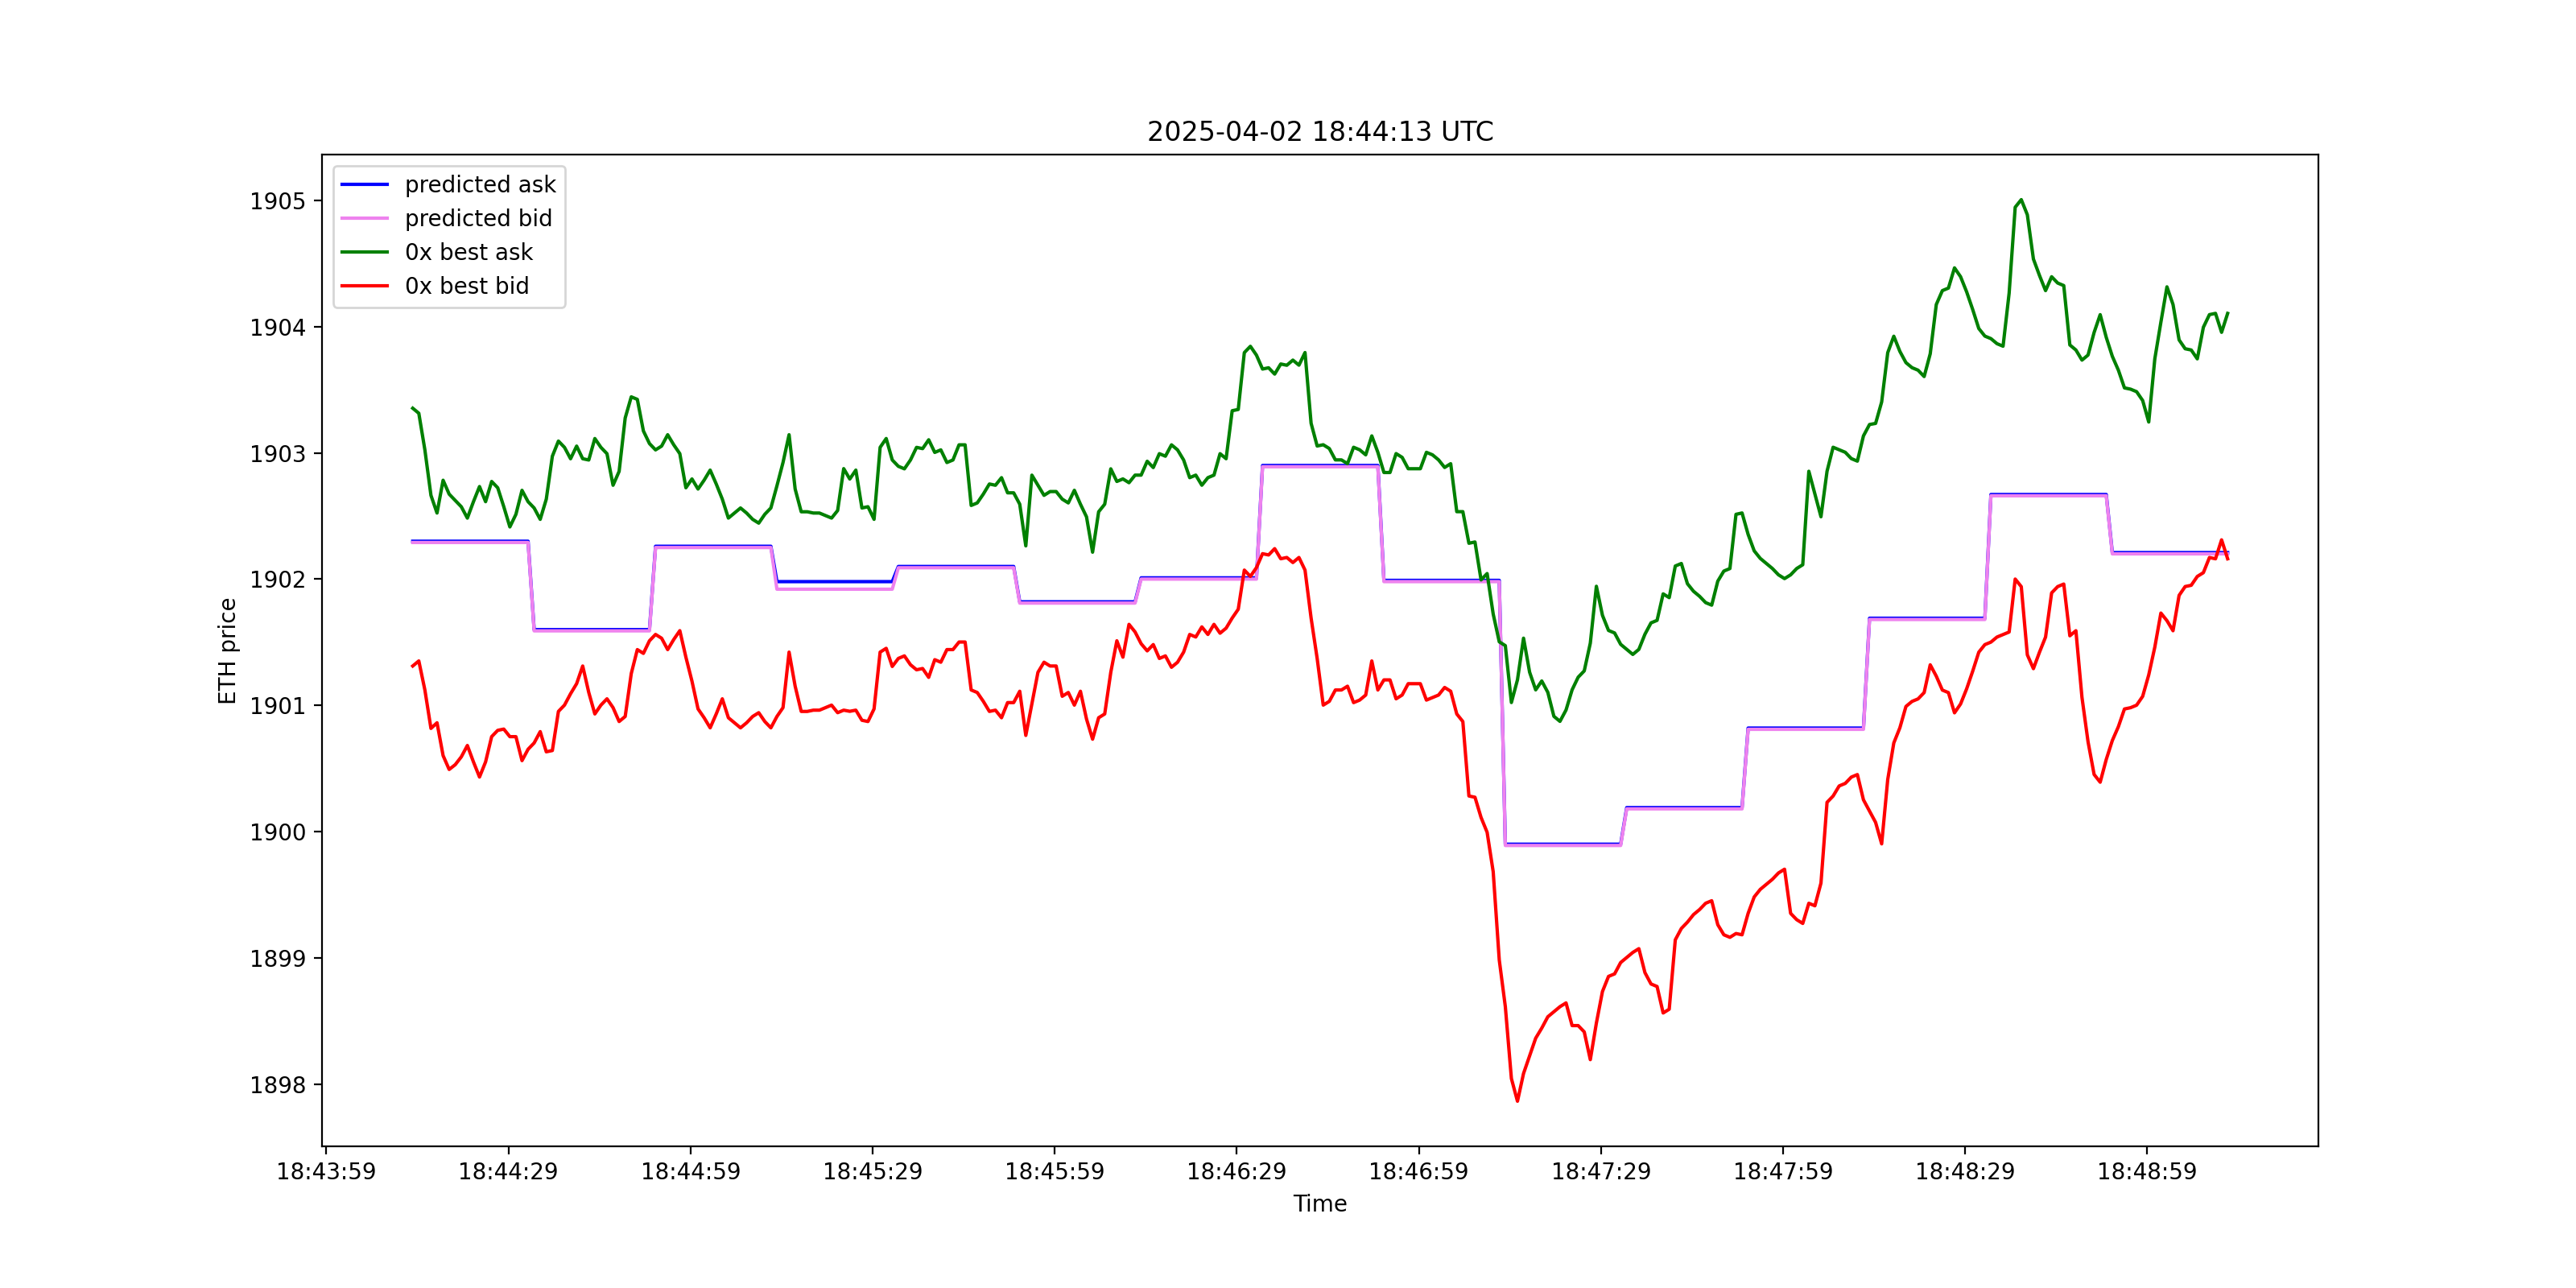 2025-04-02 18:44:13 UTC
predicted ask
predicted bid
0x best ask
0x best bid
ETH price
1905
1904
1903
1902
1901
1900
1899
1898
18:43:59 18:44:29 18:44:59 18:45:29 18:45:59 18:46:29 18:46:59 18:47:29 18:47:59 18:48:29 18:48:59
Time